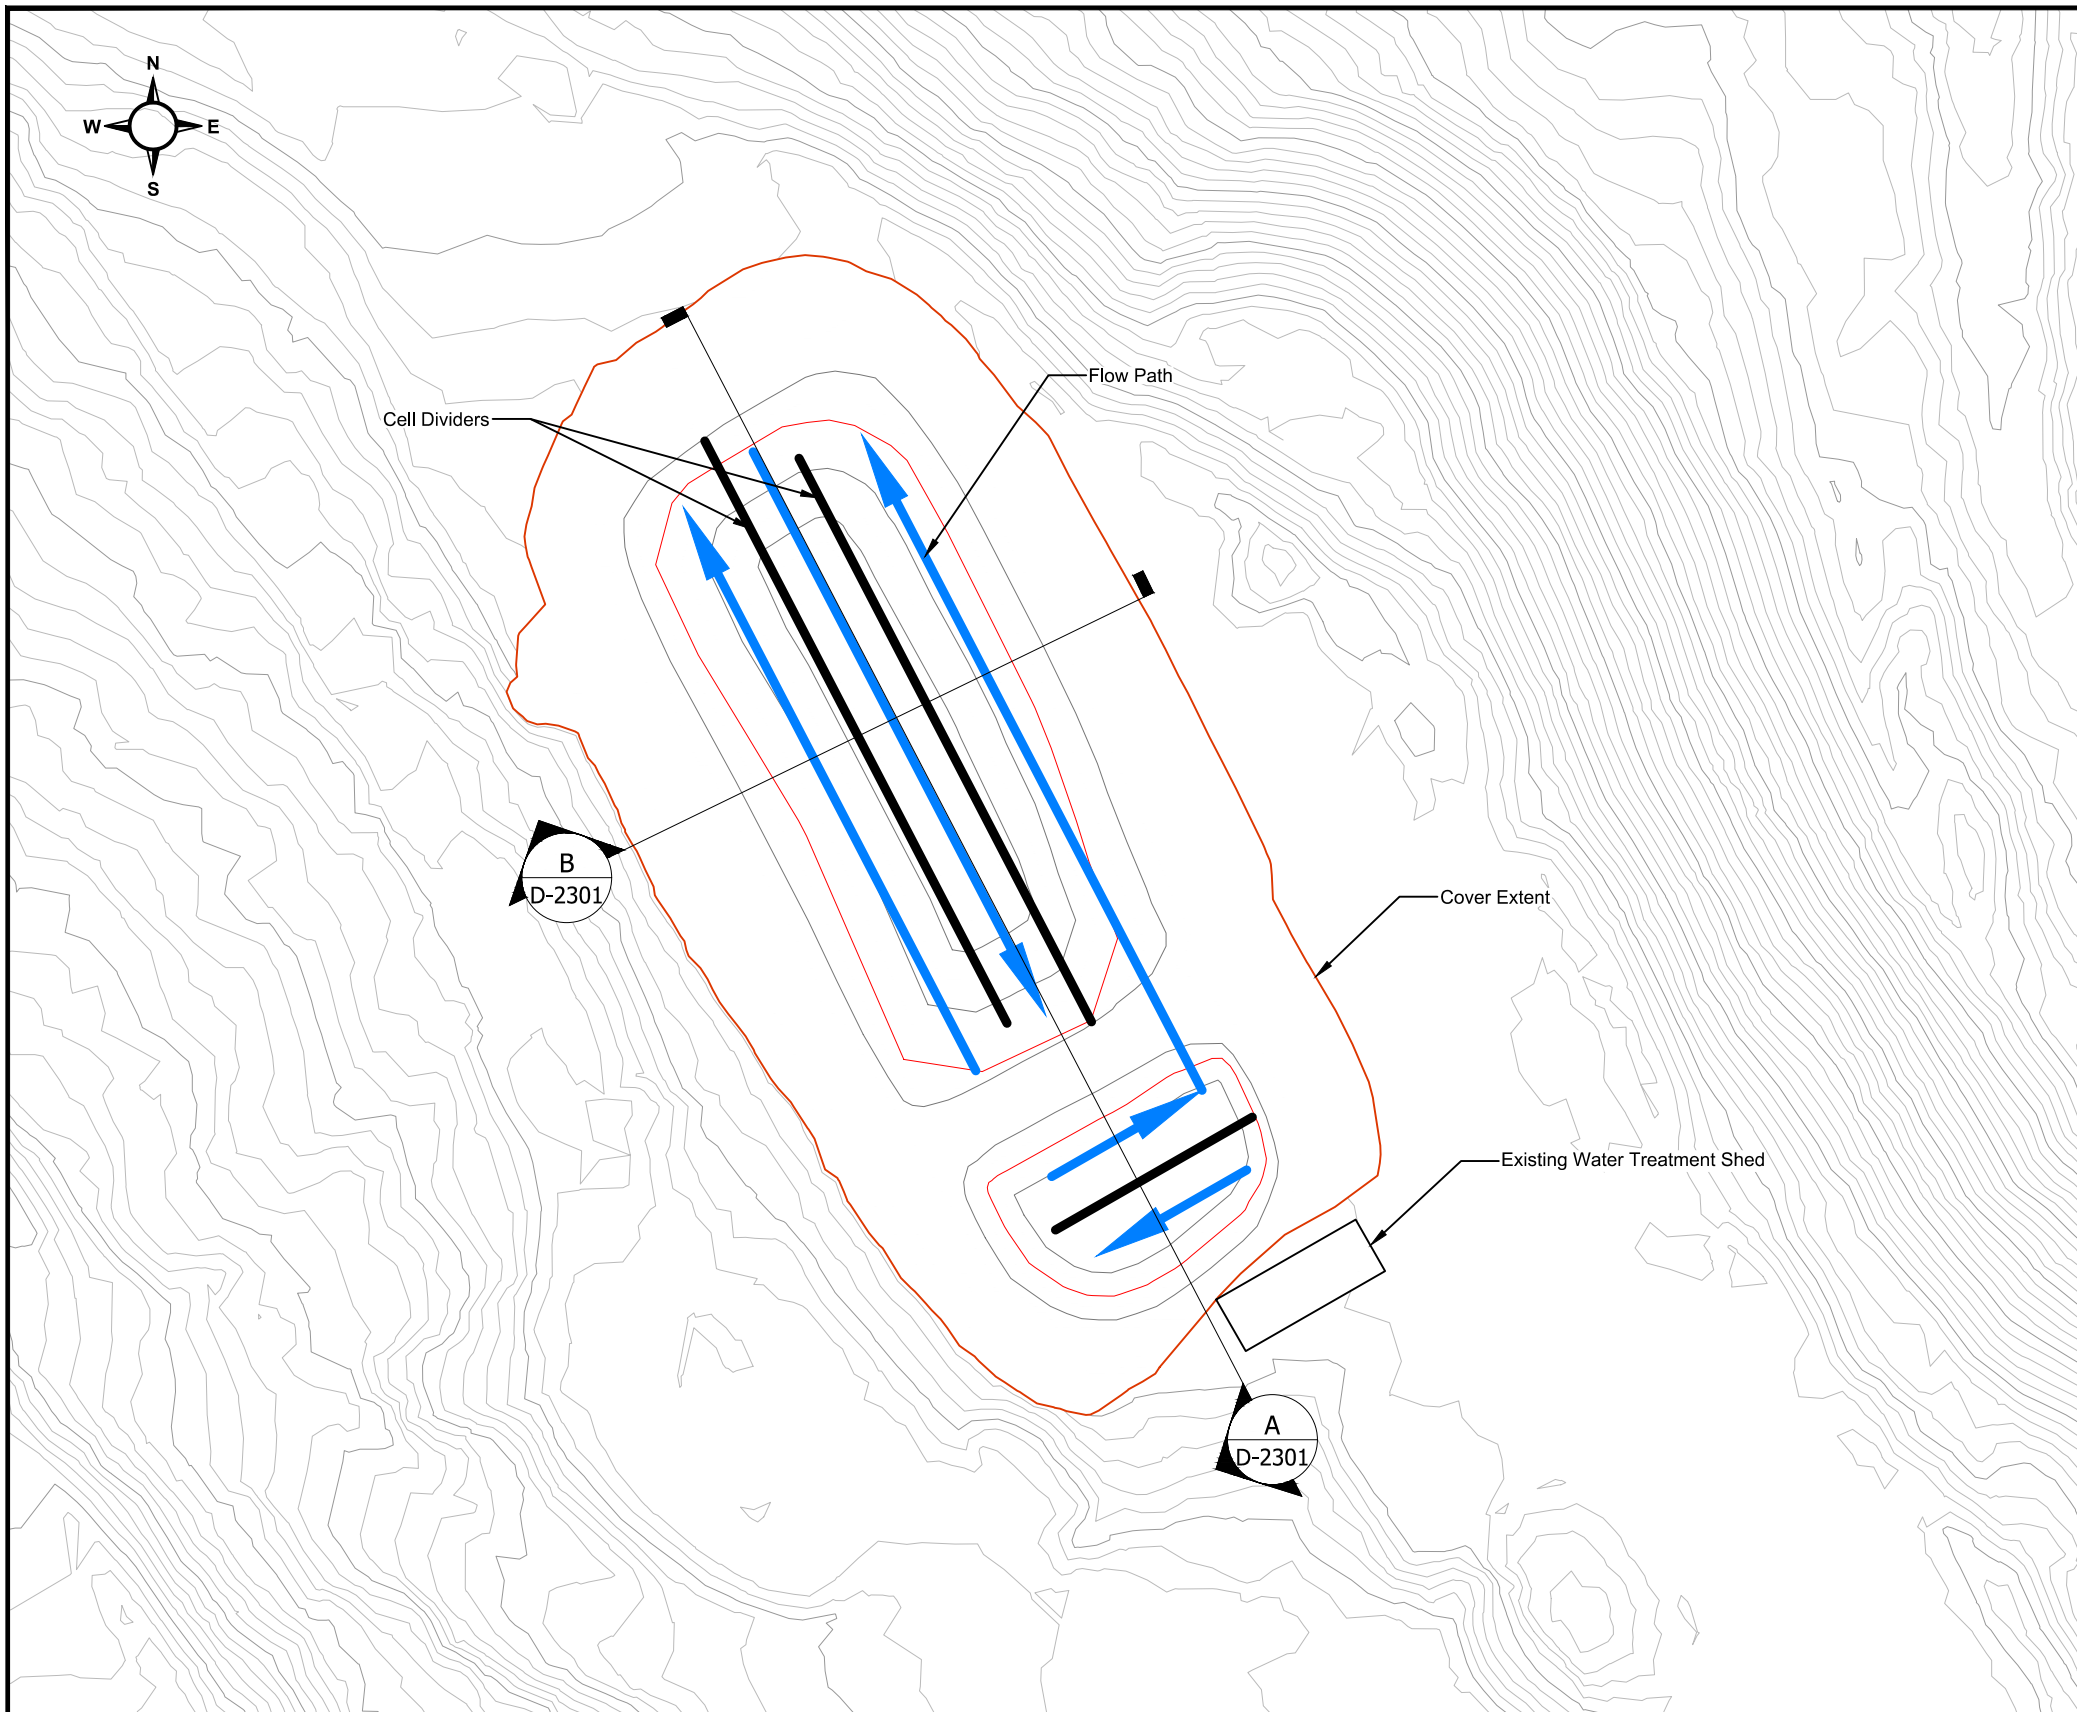 N
W E
S
Flow Path
Cell Dividers
B
D-2301
Cover Extent
Existing Water Treatment Shed
A
D-2301